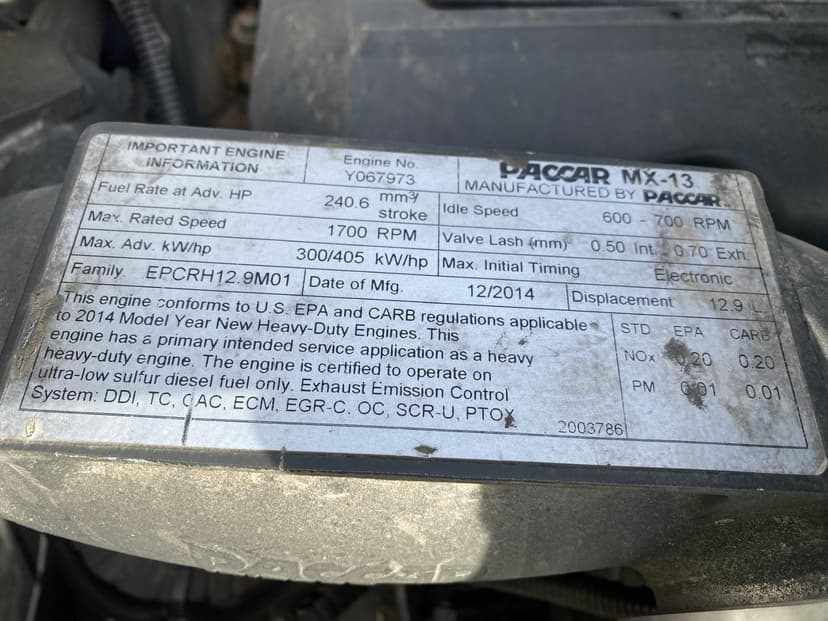 IMPORTANT ENGINE
INFORMATION
Engine No.
Y067973
PACCAR MX-13
MANUFACTURED BY PACCAR
Fuel Rate at Adv. HP 240.6 mm³/
stroke
Idle Speed 600 - 700 RPM
Max. Rated Speed 1700 RPM
Valve Lash (mm) 0.50 Int. 0.70 Exh.
Max. Adv. kW/hp 300/405 kW/hp
Max. Initial Timing Electronic
Family. EPCRH12.9M01
Date of Mfg. 12/2014
Displacement 12.9 L
This engine conforms to U.S. EPA and CARB regulations applicable
to 2014 Model Year New Heavy-Duty Engines. This
engine has a primary intended service application as a heavy
heavy-duty engine. The engine is certified to operate on
ultra-low sulfur diesel fuel only. Exhaust Emission Control
System: DDI, TC, CAC, ECM, EGR-C, OC, SCR-U, PTOX
2003786
STD EPA CARB
NOx 0.20 0.20
PM 0.01 0.01
PACCAR